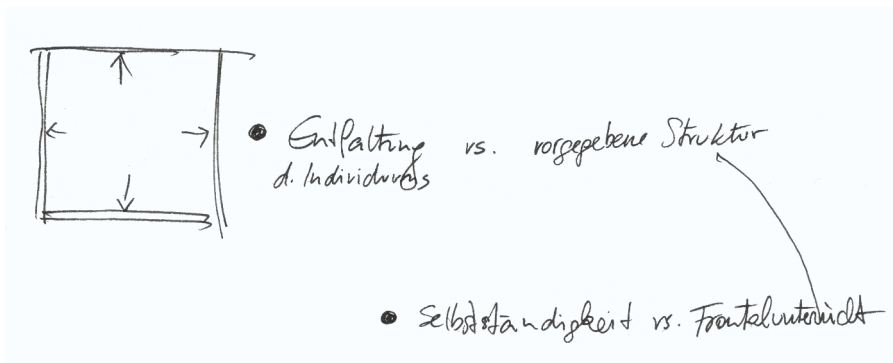 • Entfaltung vs. vorgegebene Struktur
d. Individuums
• Selbstständigkeit vs. Frontalunterricht